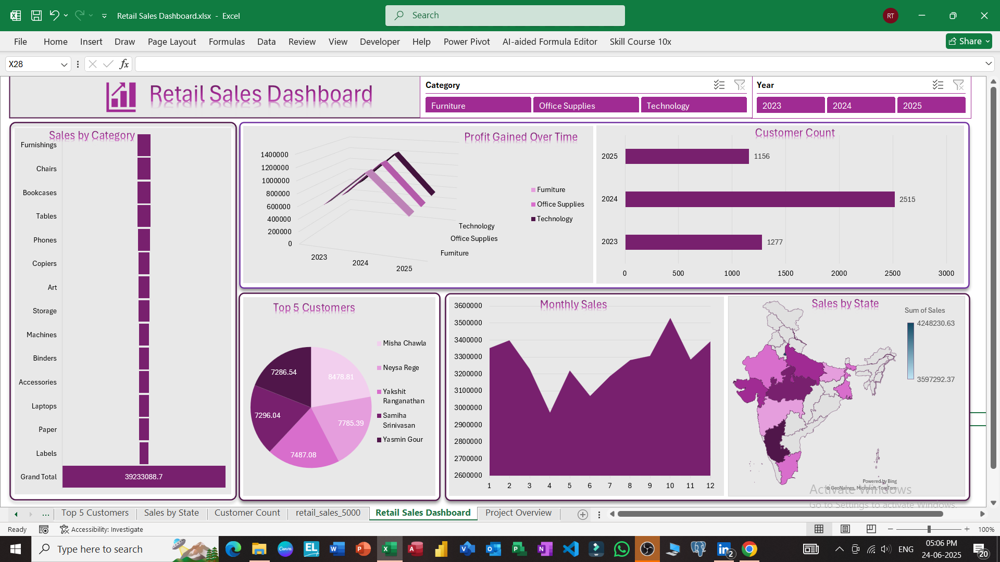 Retail Sales Dashboard.xlsx - Excel
Search
RT
File Home Insert Draw Page Layout Formulas Data Review View Developer Help Power Pivot AI-aided Formula Editor Skill Course 10x
Share
X28
fx
Retail Sales Dashboard
Category
Furniture Office Supplies Technology
Year
2023 2024 2025
Sales by Category
Furnishings
Chairs
Bookcases
Tables
Phones
Copiers
Art
Storage
Machines
Binders
Accessories
Laptops
Paper
Labels
Grand Total 39233088.7
Profit Gained Over Time
1400000
1200000
1000000
800000
600000
400000
200000
0
2023
2024
2025
Technology
Office Supplies
Furniture
Furniture
Office Supplies
Technology
Customer Count
2025 1156
2024 2515
2023 1277
0 500 1000 1500 2000 2500 3000
Top 5 Customers
7286.54
8478.81
7296.04
7785.39
7487.08
Misha Chawla
Neysa Rege
Yakshit
Ranganathan
Samiha
Srinivasan
Yasmin Gour
Monthly Sales
3600000
3500000
3400000
3300000
3200000
3100000
3000000
2900000
2800000
2700000
2600000
1 2 3 4 5 6 7 8 9 10 11 12
Sales by State
Sum of Sales
4248230.63
3597292.37
Powered by Bing
© GeoNames, Microsoft, TomTom
Activate Windows
Go to Settings to activate Windows.
... Top 5 Customers Sales by State Customer Count retail_sales_5000 Retail Sales Dashboard Project Overview
Ready Accessibility: Investigate
100%
Type here to search
Canva
EL
2
ENG
05:06 PM
24-06-2025
20